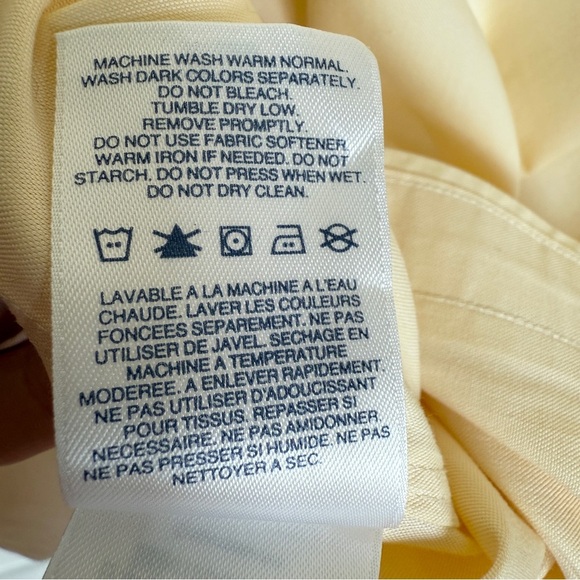 MACHINE WASH WARM NORMAL.
WASH DARK COLORS SEPARATELY.
DO NOT BLEACH.
TUMBLE DRY LOW.
REMOVE PROMPTLY.
DO NOT USE FABRIC SOFTENER
WARM IRON IF NEEDED. DO NOT
STARCH. DO NOT PRESS WHEN WET.
DO NOT DRY CLEAN.
LAVABLE A LA MACHINE A L'EAU
CHAUDE. LAVER LES COULEURS
FONCEES SEPAREMENT. NE PAS
UTILISER DE JAVEL. SECHAGE EN
MACHINE A TEMPERATURE
MODEREE. A ENLEVER RAPIDEMENT.
NE PAS UTILISER D'ADOUCISSANT
POUR TISSUS. REPASSER SI
NECESSAIRE. NE PAS AMIDONNER.
NE PAS PRESSER SI HUMIDE. NE PAS
NETTOYER A SEC.